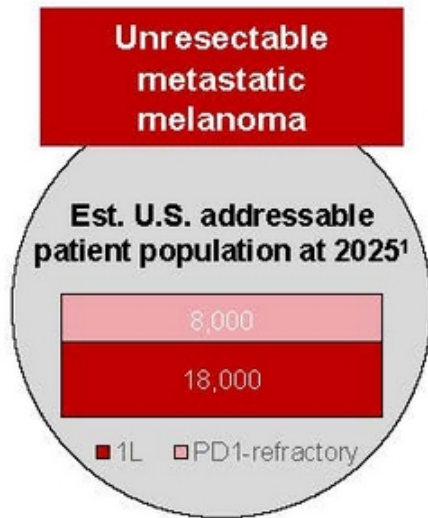 Unresectable
metastatic
melanoma
Est. U.S. addressable
patient population at 2025¹
8,000
18,000
1L PD1-refractory